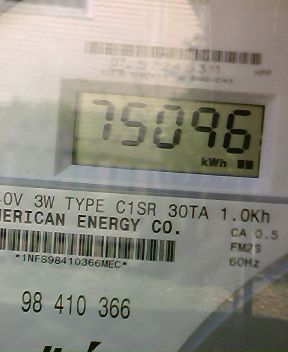 HPP
75096
kWh
0V 3W TYPE C1SR 30TA 1.0Kh
MERICAN ENERGY CO.
CA 0.5
*1NFS98410366MEC*
FM2S
60Hz
98 410 366